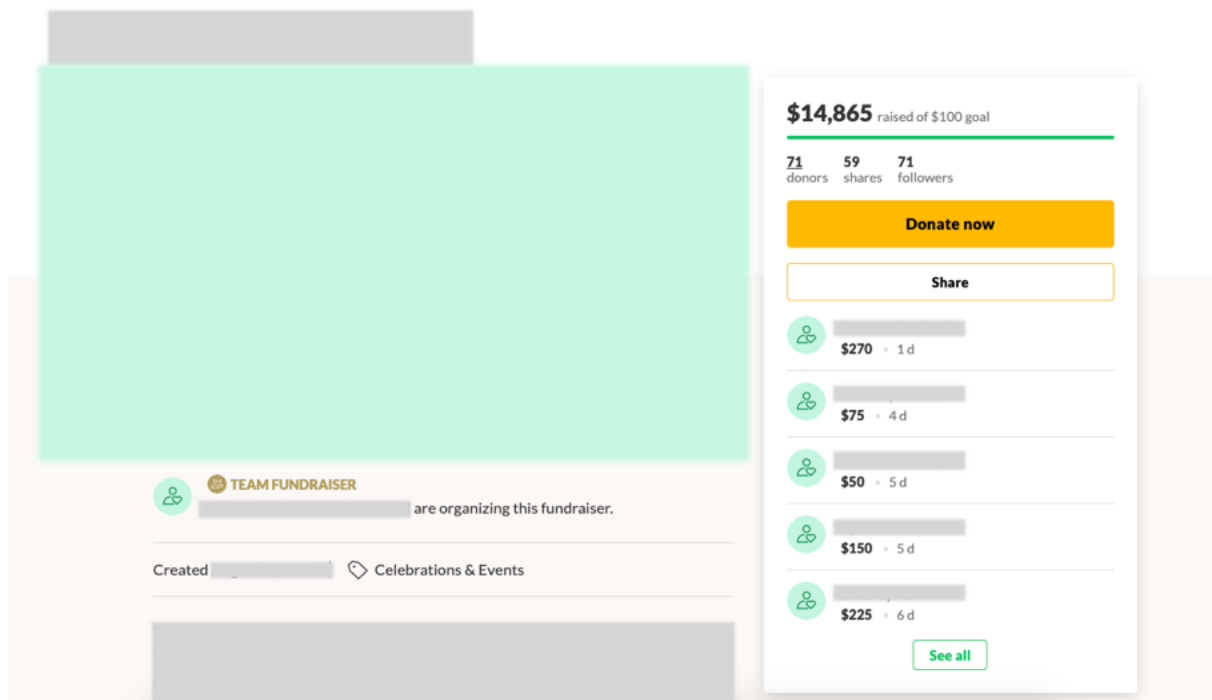 TEAM FUNDRAISER
are organizing this fundraiser.
Created
Celebrations & Events
$14,865 raised of $100 goal
71 59 71
donors shares followers
Donate now
Share
$270 • 1 d
$75 • 4 d
$50 • 5 d
$150 • 5 d
$225 • 6 d
See all